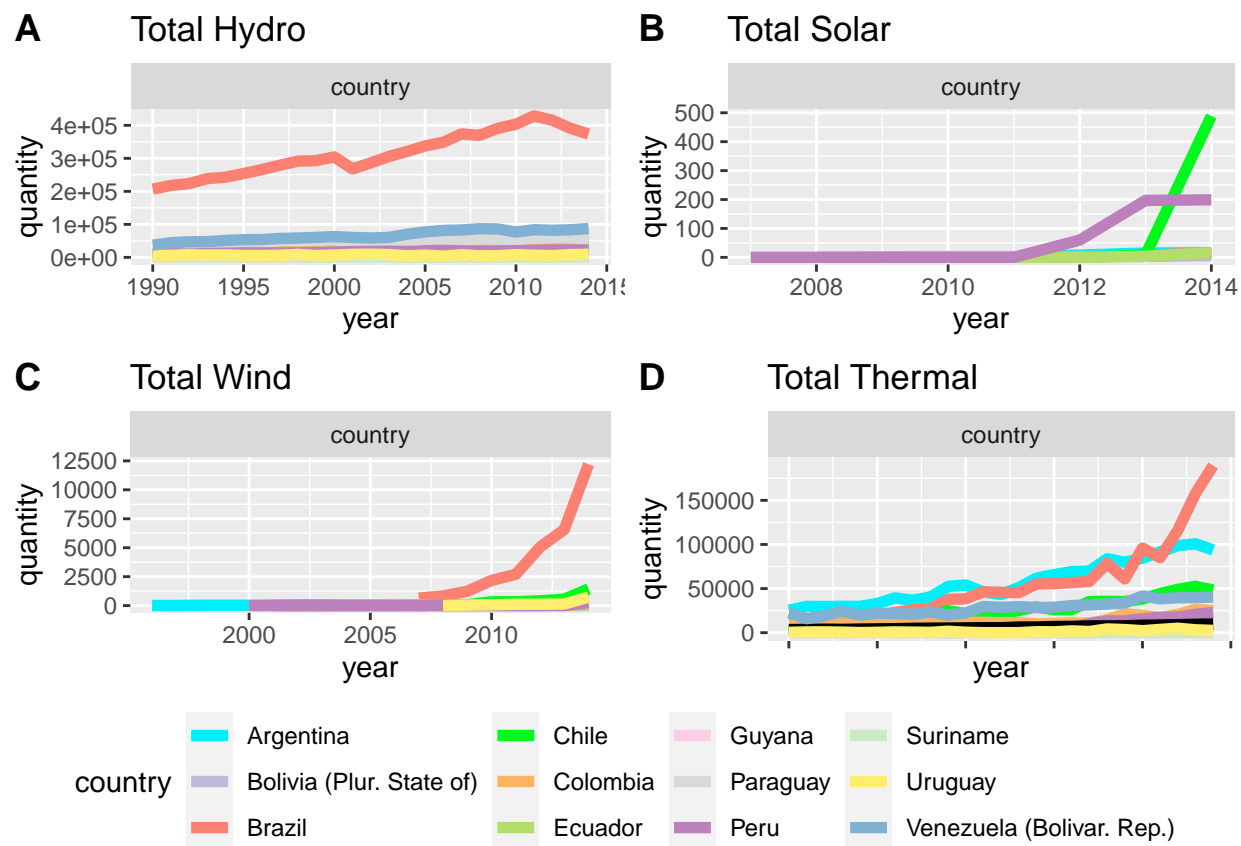 A Total Hydro
country
quantity
4e+05
3e+05
2e+05
1e+05
0e+00
1990 1995 2000 2005 2010 2015
year
B Total Solar
country
quantity
500
400
300
200
100
0
2008 2010 2012 2014
year
C Total Wind
country
quantity
12500
10000
7500
5000
2500
0
2000 2005 2010
year
D Total Thermal
country
quantity
150000
100000
50000
0
year
country
Argentina
Bolivia (Plur. State of)
Brazil
Chile
Colombia
Ecuador
Guyana
Paraguay
Peru
Suriname
Uruguay
Venezuela (Bolivar. Rep.)